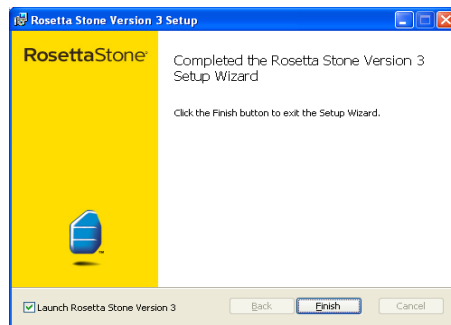 Rosetta Stone Version 3 Setup
RosettaStone
Completed the Rosetta Stone Version 3
Setup Wizard
Click the Finish button to exit the Setup Wizard.
Launch Rosetta Stone Version 3
Back
Finish
Cancel